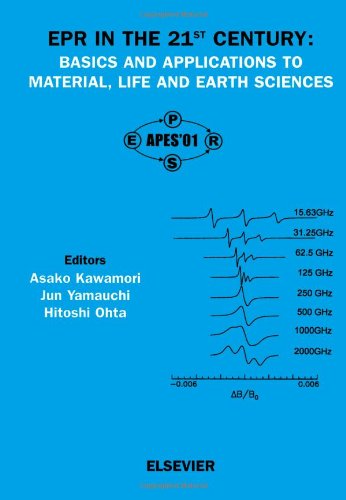 EPR IN THE 21ST CENTURY:
BASICS AND APPLICATIONS TO
MATERIAL, LIFE AND EARTH SCIENCES
P
E APES'01 R
S
15.63GHz
31.25GHz
62.5 GHz
125 GHz
250 GHz
500 GHz
1000GHz
2000GHz
-0.006 0.006
ΔB/B0
Editors
Asako Kawamori
Jun Yamauchi
Hitoshi Ohta
ELSEVIER